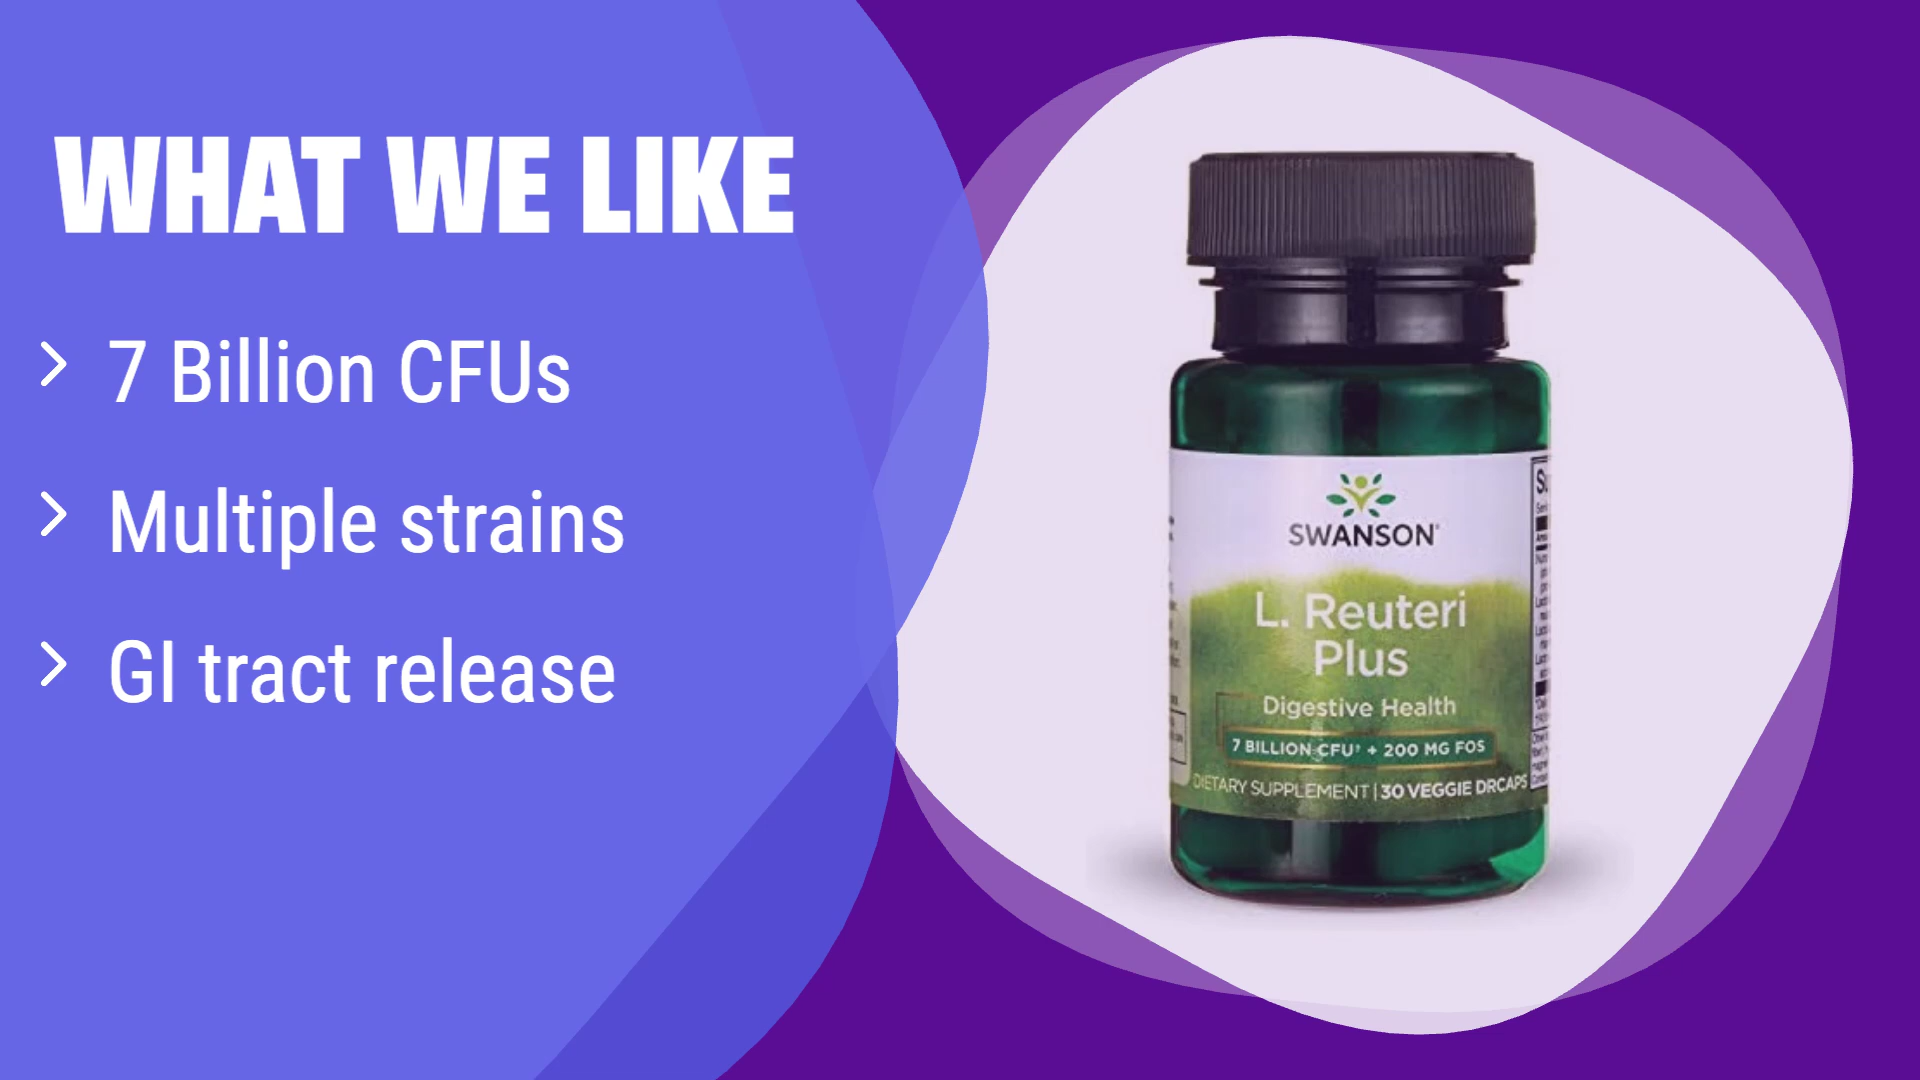 WHAT WE LIKE
7 Billion CFUs
Multiple strains
GI tract release
SWANSON
L. Reuteri
Plus
Digestive Health
7 BILLION CFU† + 200 MG FOS
DIETARY SUPPLEMENT | 30 VEGGIE DRCAPS